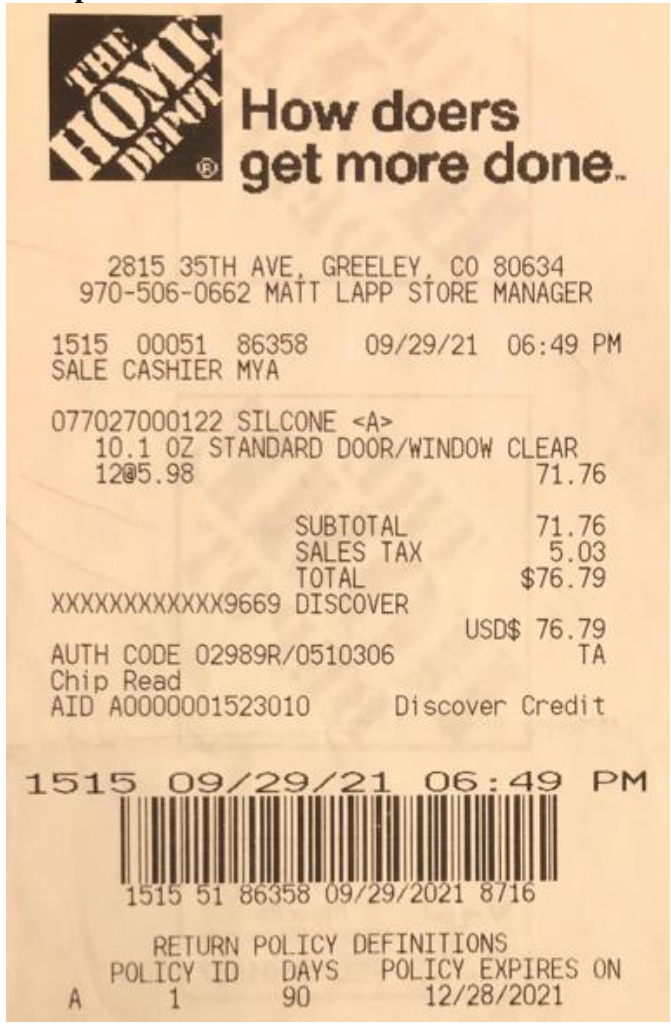 THE
HOME
DEPOT
®
How doers
get more done™
2815 35TH AVE, GREELEY, CO 80634
970-506-0662 MATT LAPP STORE MANAGER
1515 00051 86358 09/29/21 06:49 PM
SALE CASHIER MYA
077027000122 SILCONE <A>
10.1 OZ STANDARD DOOR/WINDOW CLEAR
12@5.98 71.76
SUBTOTAL 71.76
SALES TAX 5.03
TOTAL $76.79
XXXXXXXXXXXX9669 DISCOVER
USD$ 76.79
AUTH CODE 02989R/0510306 TA
Chip Read
AID A0000001523010 Discover Credit
1515 09/29/21 06:49 PM
1515 51 86358 09/29/2021 8716
RETURN POLICY DEFINITIONS
POLICY ID DAYS POLICY EXPIRES ON
A 1 90 12/28/2021